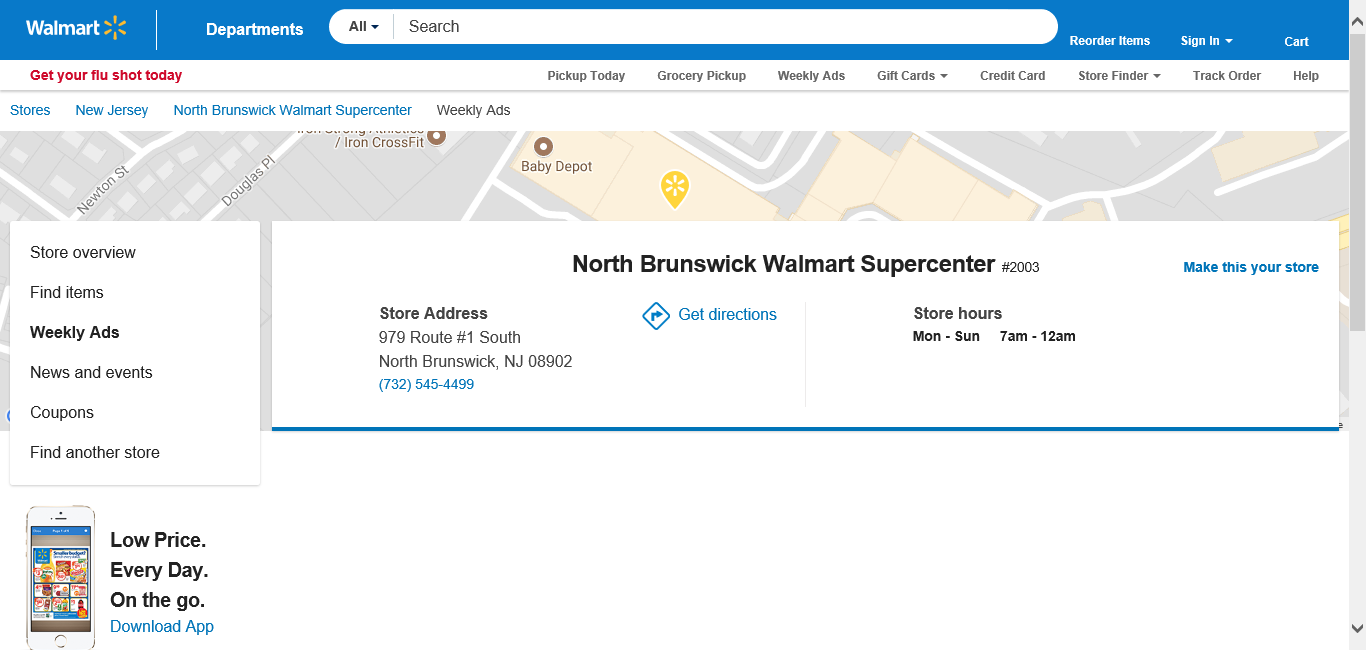 Walmart
Departments
All
Search
Reorder Items
Sign In
Cart
Get your flu shot today
Pickup Today
Grocery Pickup
Weekly Ads
Gift Cards
Credit Card
Store Finder
Track Order
Help
Stores
New Jersey
North Brunswick Walmart Supercenter
Weekly Ads
Iron Strong Athletics
/ Iron CrossFit
Baby Depot
Newton St
Douglas Pl
Store overview
Find items
Weekly Ads
News and events
Coupons
Find another store
North Brunswick Walmart Supercenter #2003
Make this your store
Store Address
979 Route #1 South
North Brunswick, NJ 08902
(732) 545-4499
Get directions
Store hours
Mon - Sun 7am - 12am
Low Price.
Every Day.
On the go.
Download App